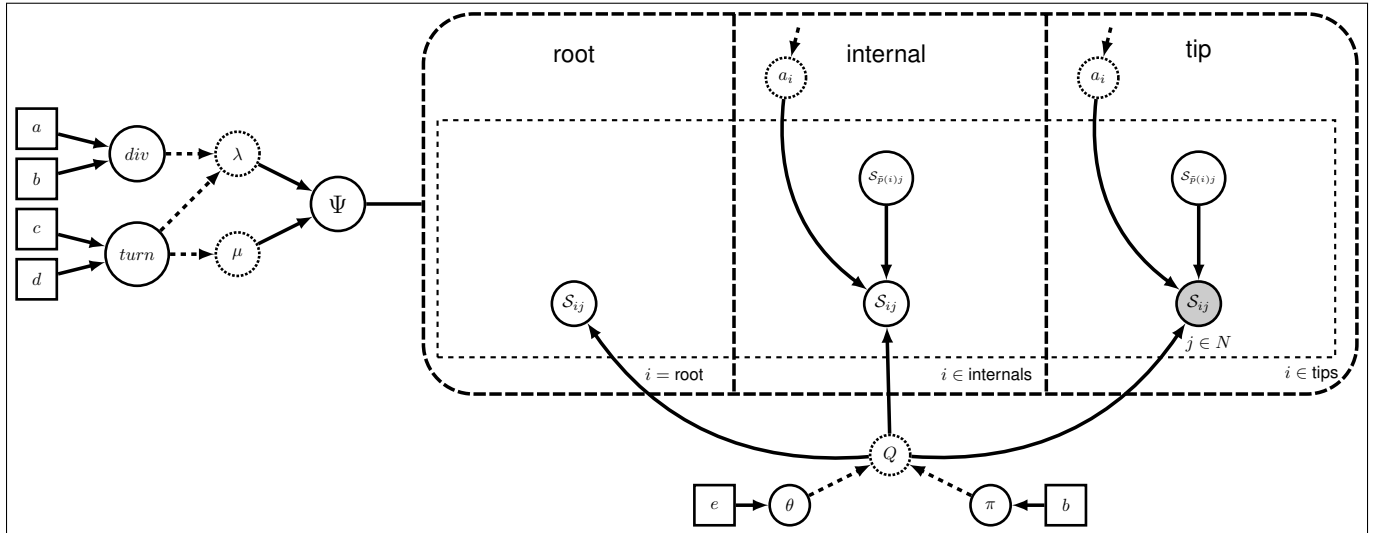 root
internal
tip
a_i
a_i
a
b
div
λ
S_{p̃(i)j}
S_{p̃(i)j}
Ψ
c
d
turn
μ
S_{ij}
S_{ij}
S_{ij}
j ∈ N
i = root
i ∈ internals
i ∈ tips
Q
e
θ
π
b